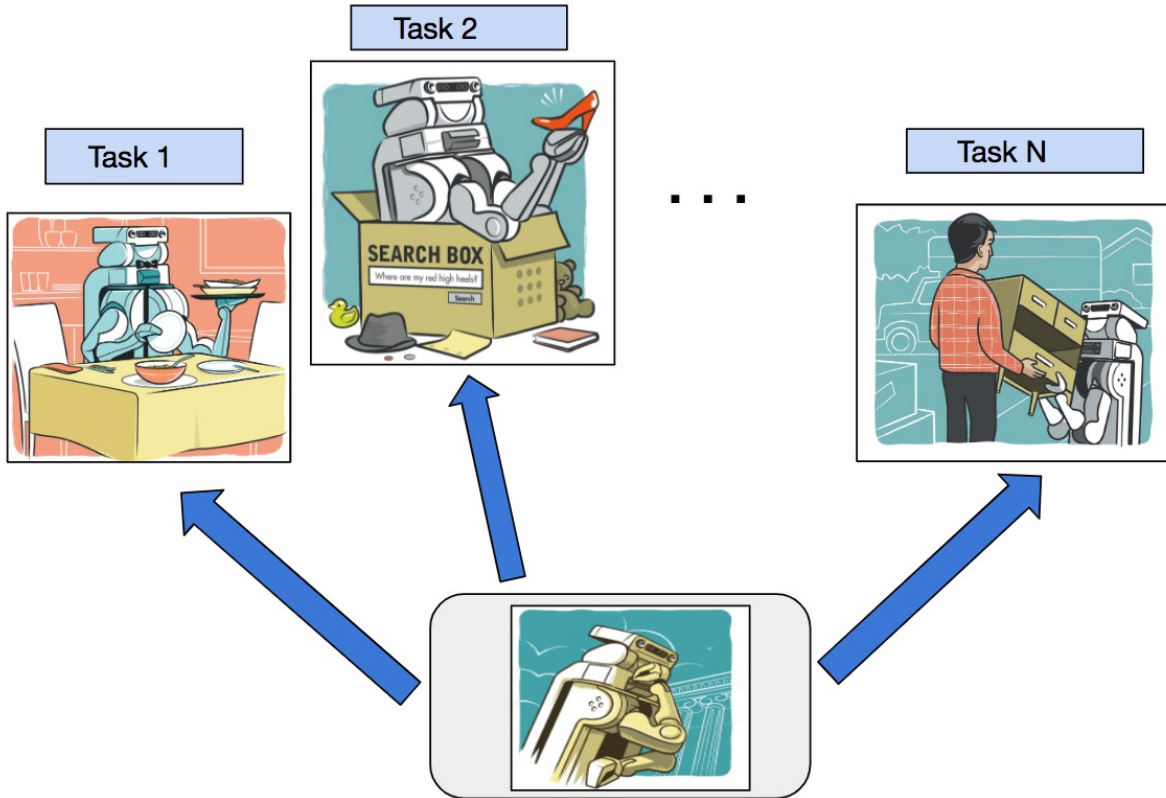 Task 1
Task 2
. . .
Task N
SEARCH BOX
Where are my red high heels?
Search